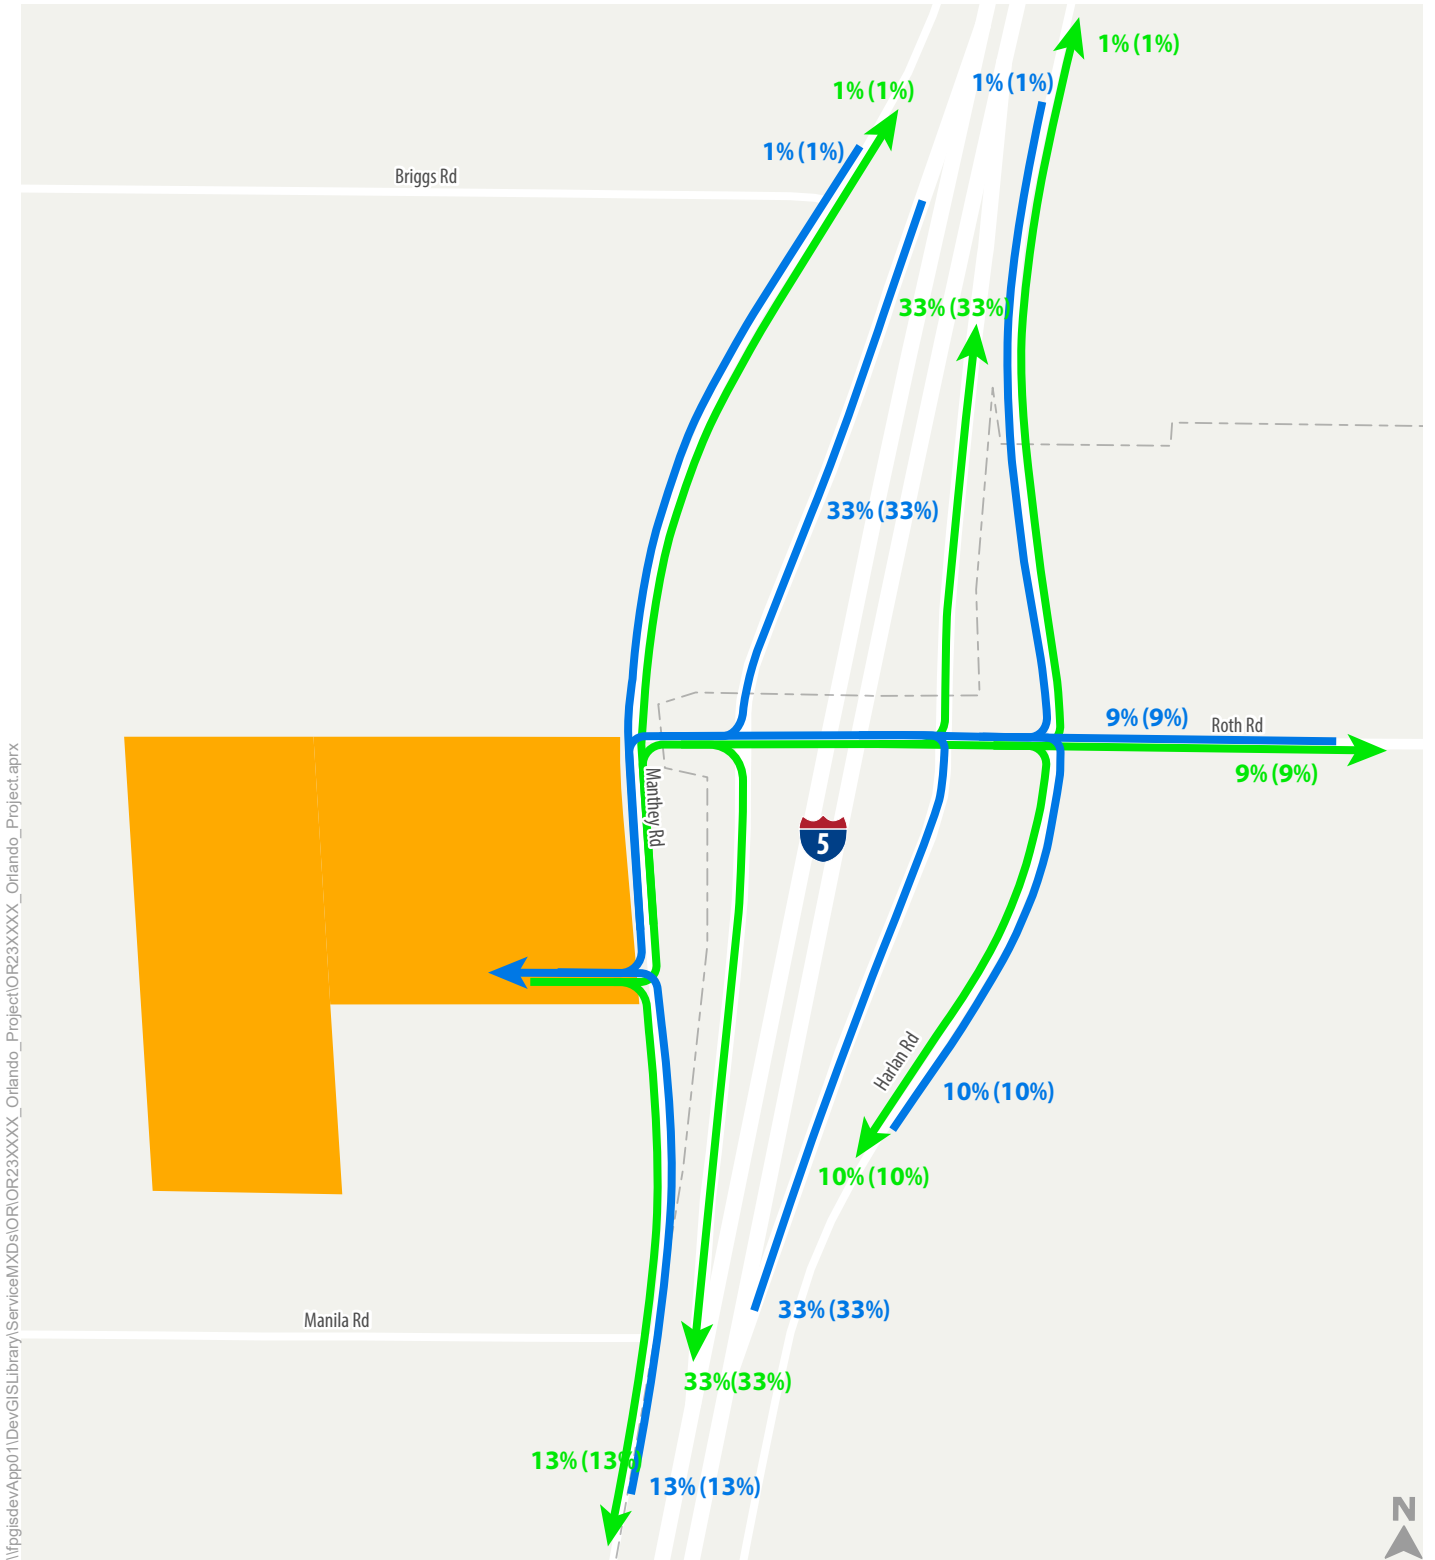 1% (1%)
1% (1%)
1% (1%)
1% (1%)
Briggs Rd
33% (33%)
33% (33%)
9% (9%)
Roth Rd
9% (9%)
Manthey Rd
5
Harlan Rd
10% (10%)
10% (10%)
33% (33%)
Manila Rd
33%(33%)
13% (13%)
13% (13%)
N
\\fpgisdevApp01\DevGISLibrary\ServiceMXDs\OR\OR23XXXX_Orlando_Project\OR23XXXX_Orlando_Project.aprx